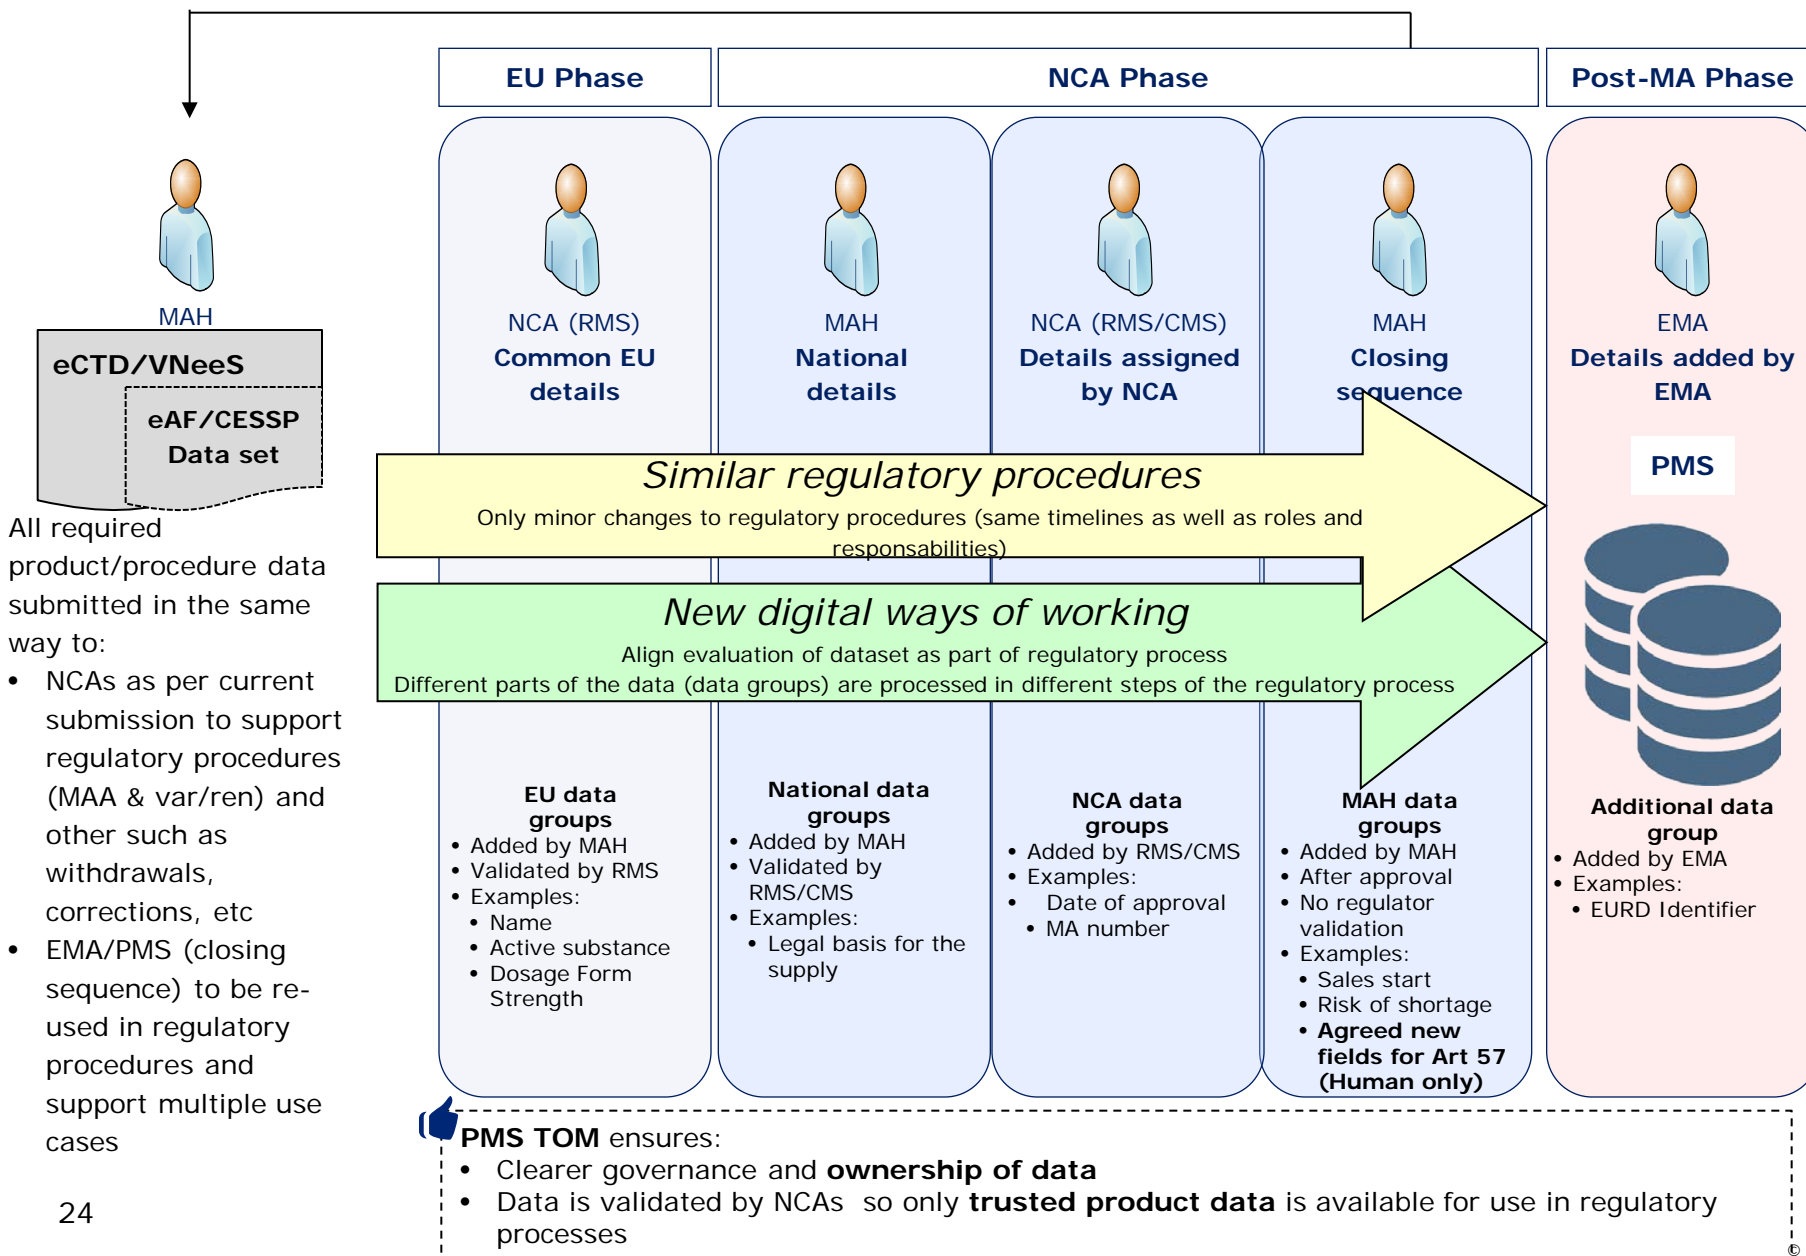 EU Phase
NCA Phase
Post-MA Phase
MAH
eCTD/VNeeS
eAF/CESSP
Data set
All required
product/procedure data
submitted in the same
way to:
• NCAs as per current
submission to support
regulatory procedures
(MAA & var/ren) and
other such as
withdrawals,
corrections, etc
• EMA/PMS (closing
sequence) to be re-
used in regulatory
procedures and
support multiple use
cases
24
NCA (RMS)
Common EU
details
MAH
National
details
NCA (RMS/CMS)
Details assigned
by NCA
MAH
Closing
sequence
EMA
Details added by
EMA
PMS
Similar regulatory procedures
Only minor changes to regulatory procedures (same timelines as well as roles and
responsabilities)
New digital ways of working
Align evaluation of dataset as part of regulatory process
Different parts of the data (data groups) are processed in different steps of the regulatory process
EU data
groups
• Added by MAH
• Validated by RMS
• Examples:
• Name
• Active substance
• Dosage Form
Strength
National data
groups
• Added by MAH
• Validated by
RMS/CMS
• Examples:
• Legal basis for the
supply
NCA data
groups
• Added by RMS/CMS
• Examples:
• Date of approval
• MA number
MAH data
groups
• Added by MAH
• After approval
• No regulator
validation
• Examples:
• Sales start
• Risk of shortage
• Agreed new
fields for Art 57
(Human only)
Additional data
group
• Added by EMA
• Examples:
• EURD Identifier
PMS TOM ensures:
• Clearer governance and ownership of data
• Data is validated by NCAs so only trusted product data is available for use in regulatory
processes
©